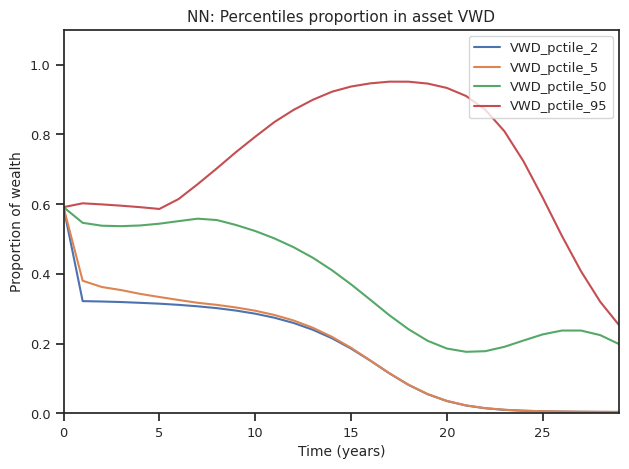 NN: Percentiles proportion in asset VWD
VWD_pctile_2
VWD_pctile_5
VWD_pctile_50
VWD_pctile_95
Proportion of wealth
1.0
0.8
0.6
0.4
0.2
0.0
0 5 10 15 20 25
Time (years)